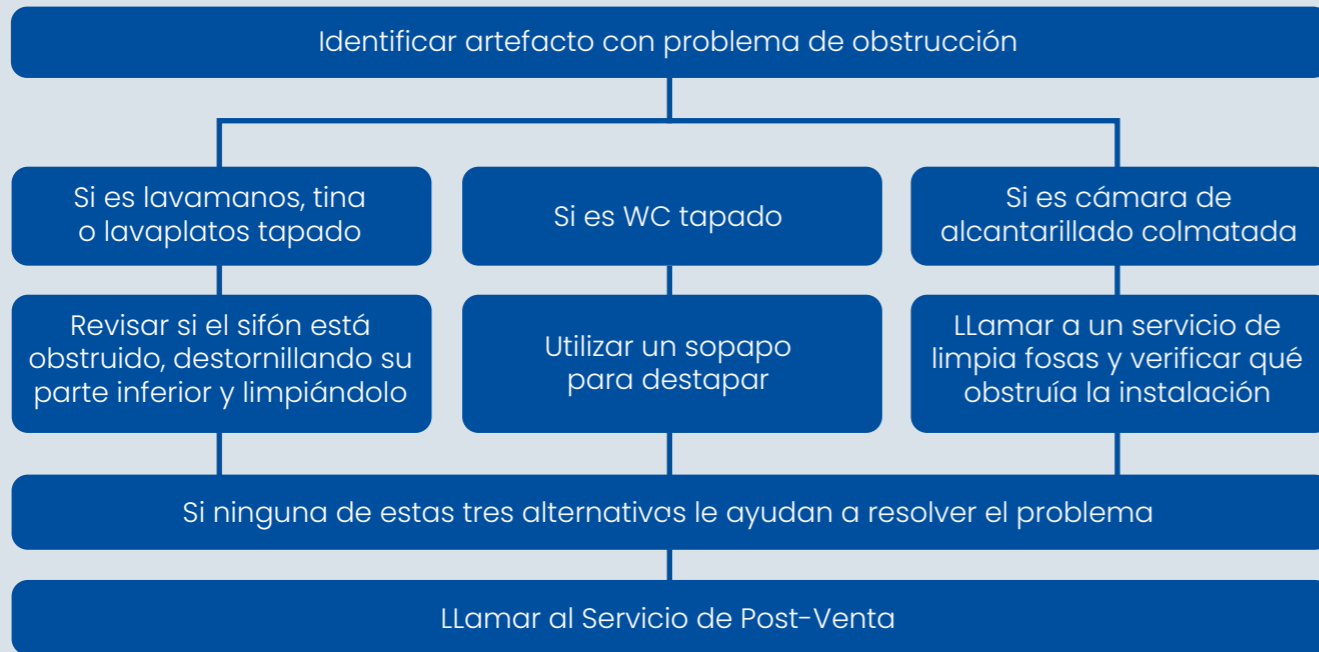 Identificar artefacto con problema de obstrucción
Si es lavamanos, tina
o lavaplatos tapado
Si es WC tapado
Si es cámara de
alcantarillado colmatada
Revisar si el sifón está
obstruido, destornillando su
parte inferior y limpiándolo
Utilizar un sopapo
para destapar
LLamar a un servicio de
limpia fosas y verificar qué
obstruía la instalación
Si ninguna de estas tres alternativas le ayudan a resolver el problema
LLamar al Servicio de Post-Venta